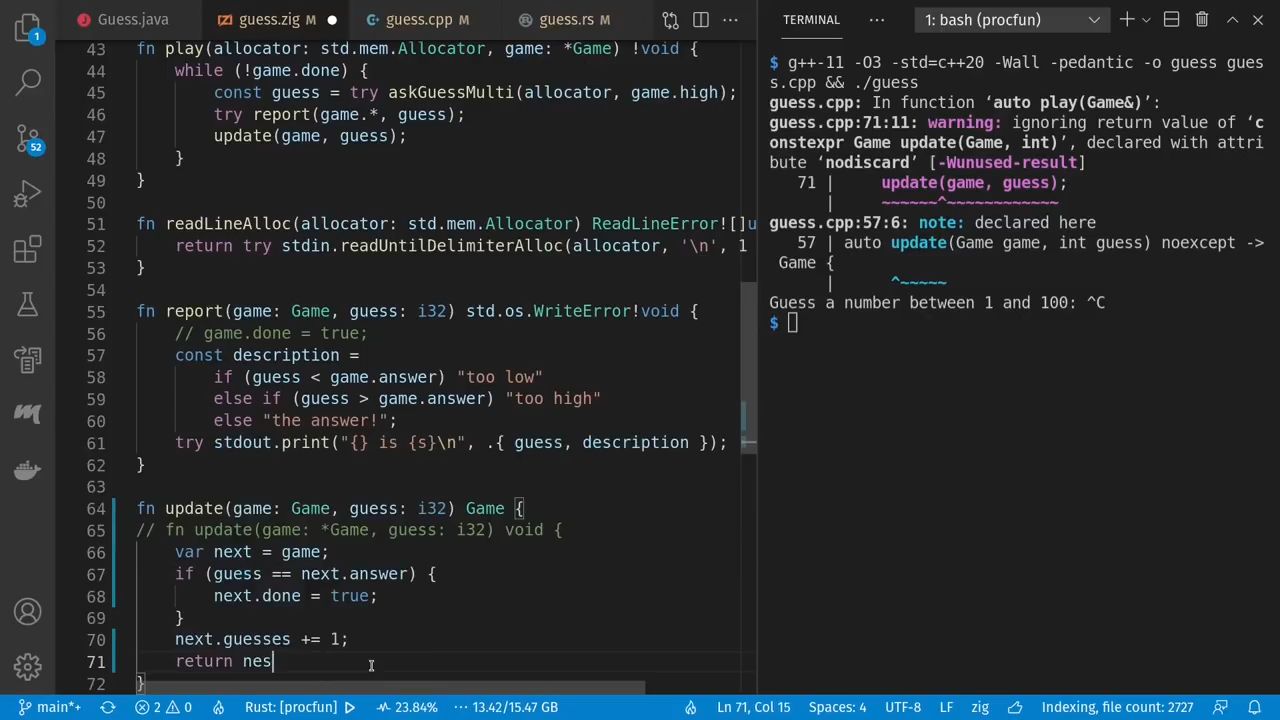 Guess.java
guess.zig
guess.cpp
guess.rs
TERMINAL
1: bash (procfun)
1
52
43 fn play(allocator: std.mem.Allocator, game: *Game) !void {
44 while (!game.done) {
45 const guess = try askGuessMulti(allocator, game.high);
46 try report(game.*, guess);
47 update(game, guess);
48 }
49 }
50
51 fn readLineAlloc(allocator: std.mem.Allocator) ReadLineError![]u
52 return try stdin.readUntilDelimiterAlloc(allocator, '\n', 1
53 }
54
55 fn report(game: Game, guess: i32) std.os.WriteError!void {
56 // game.done = true;
57 const description =
58 if (guess < game.answer) "too low"
59 else if (guess > game.answer) "too high"
60 else "the answer!";
61 try stdout.print("{} is {s}\n", .{ guess, description });
62 }
63
64 fn update(game: Game, guess: i32) Game {
65 // fn update(game: *Game, guess: i32) void {
66 var next = game;
67 if (guess == next.answer) {
68 next.done = true;
69 }
70 next.guesses += 1;
71 return nes
72 }
$ g++-11 -O3 -std=c++20 -Wall -pedantic -o guess gues
s.cpp && ./guess
guess.cpp: In function ‘auto play(Game&)’:
guess.cpp:71:11: warning: ignoring return value of ‘c
onstexpr Game update(Game, int)’, declared with attri
bute ‘nodiscard’ [-Wunused-result]
71 | update(game, guess);
| ~~~~~~^~~~~~~~~~~~~
guess.cpp:57:6: note: declared here
57 | auto update(Game game, int guess) noexcept ->
Game {
| ^~~~~~
Guess a number between 1 and 100: ^C
$
main*+ 2 0 Rust: [procfun] 23.84% 13.42/15.47 GB Ln 71, Col 15 Spaces: 4 UTF-8 LF zig Indexing, file count: 2727